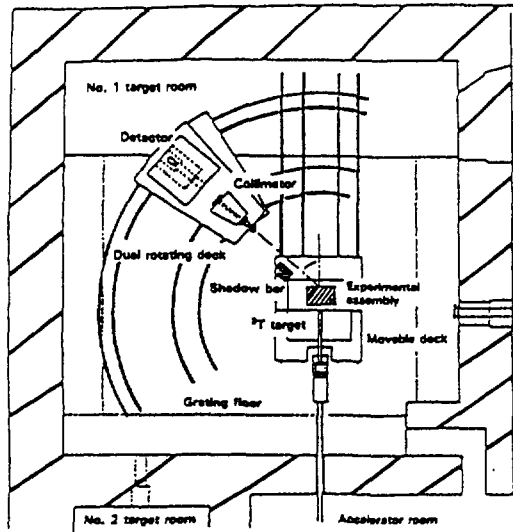 No. 1 target room
Detector
Collimator
Dual rotating deck
Shadow bar
Experimental
assembly
³T target
Movable deck
Grating floor
No. 2 target room
Accelerator room